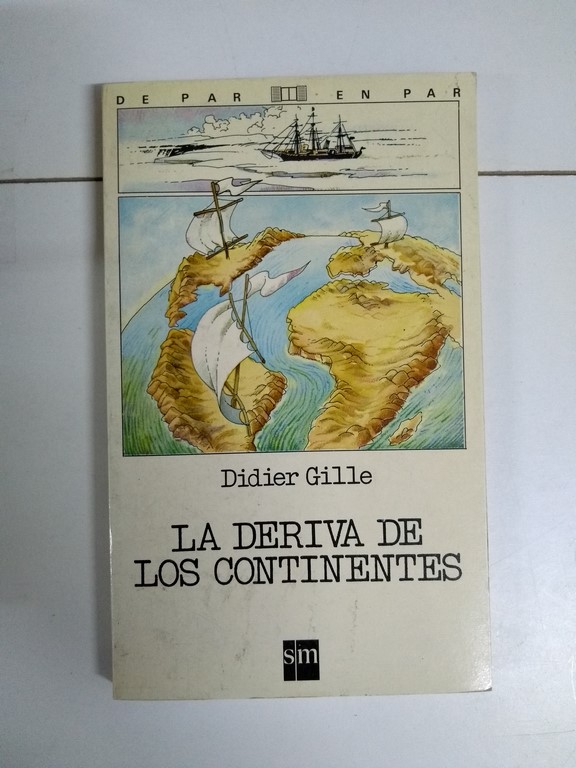 DE PAR EN PAR
Didier Gille
LA DERIVA DE
LOS CONTINENTES
sm